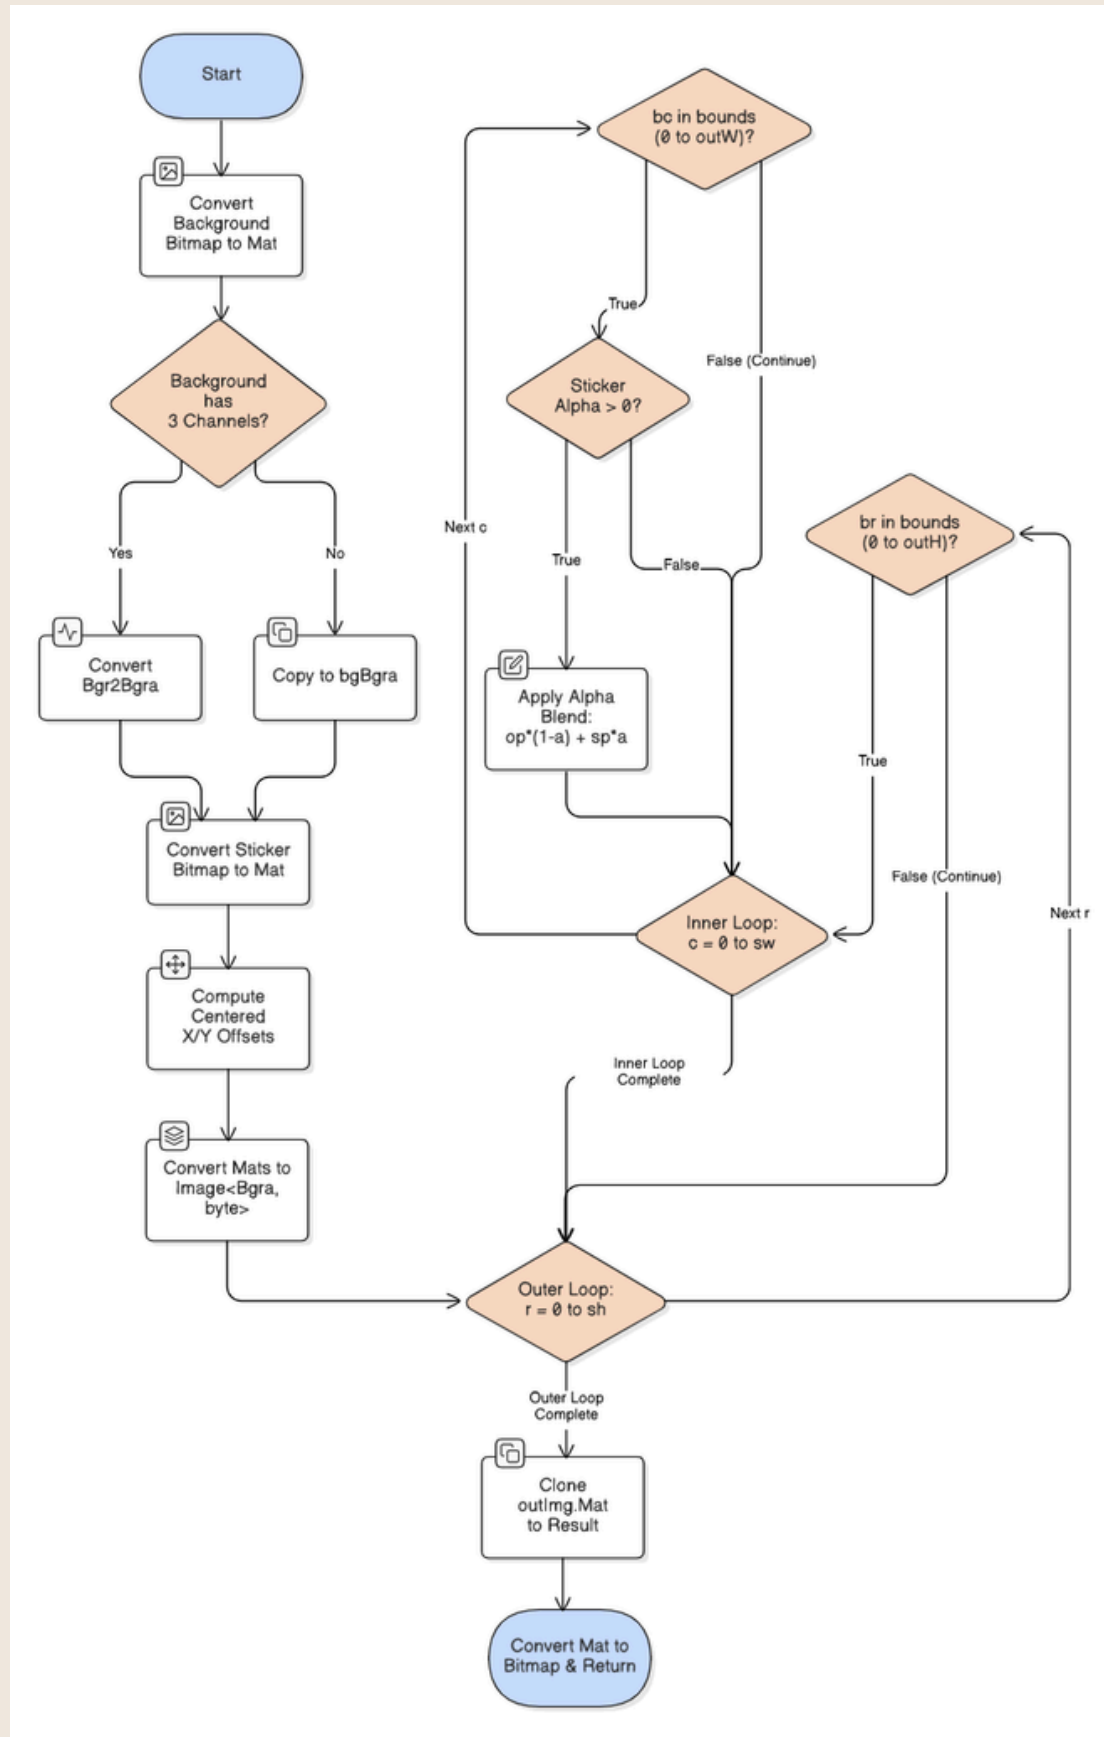 Start
Convert
Background
Bitmap to Mat
Background
has
3 Channels?
Yes
No
Convert
Bgr2Bgra
Copy to bgBgra
Convert Sticker
Bitmap to Mat
Compute
Centered
X/Y Offsets
Convert Mats to
Image<Bgra,
byte>
Outer Loop:
r = 0 to sh
Next r
br in bounds
(0 to outH)?
True
False (Continue)
Inner Loop:
c = 0 to sw
Next c
bc in bounds
(0 to outW)?
True
False (Continue)
Sticker
Alpha > 0?
True
False
Apply Alpha
Blend:
op*(1-a) + sp*a
Inner Loop
Complete
Outer Loop
Complete
Clone
outImg.Mat
to Result
Convert Mat to
Bitmap & Return